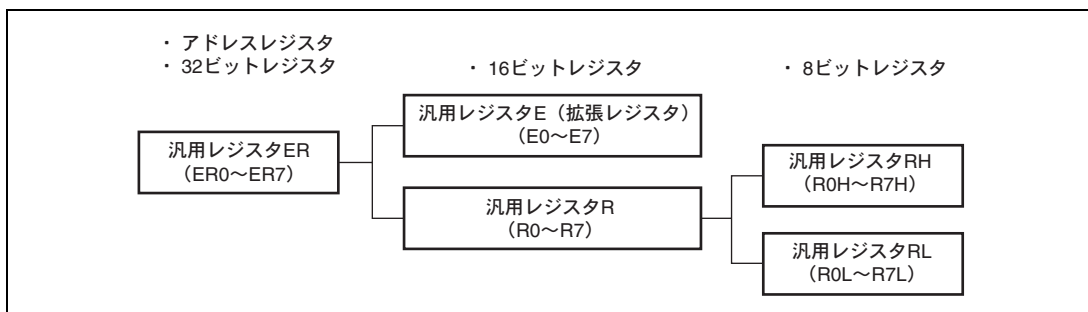 ・ アドレスレジスタ
・ 32ビットレジスタ
・ 16ビットレジスタ
・ 8ビットレジスタ
汎用レジスタER
(ER0～ER7)
汎用レジスタE（拡張レジスタ）
(E0～E7)
汎用レジスタR
(R0～R7)
汎用レジスタRH
(R0H～R7H)
汎用レジスタRL
(R0L～R7L)